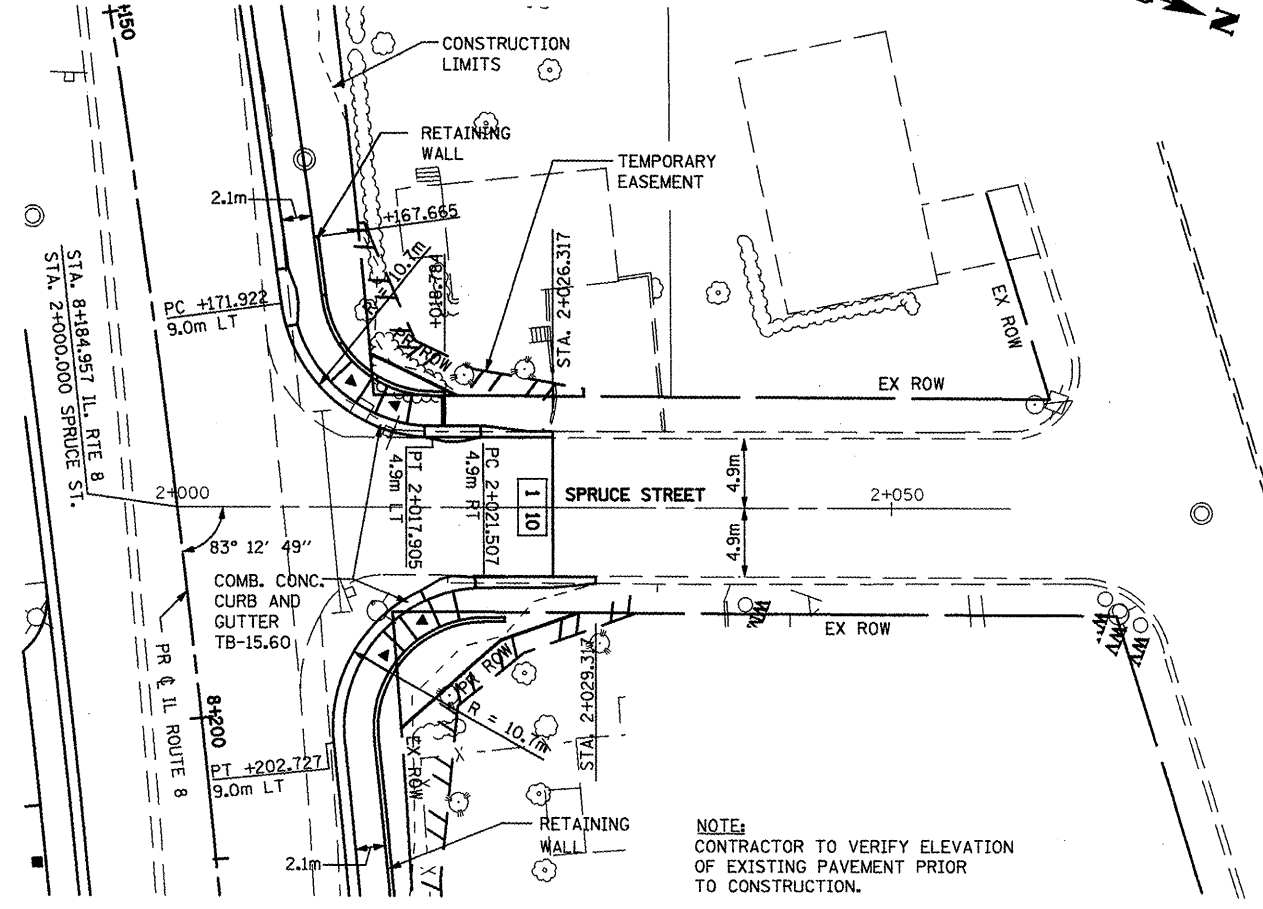 +150
N
CONSTRUCTION
LIMITS
RETAINING
WALL
TEMPORARY
EASEMENT
2.1m
+167.665
R = 10.7m
+018.784
STA. 2+026.317
STA. 8+184.957 IL. RTE 8
STA. 2+000.000 SPRUCE ST.
PC +171.922
9.0m LT
PR ROW
EX ROW
EX ROW
2+000
PT 2+017.905
4.9m LT
PC 2+021.507
4.9m RT
1 10
SPRUCE STREET
4.9m
4.9m
2+050
83° 12' 49"
COMB. CONC.
CURB AND
GUTTER
TB-15.60
EX ROW
WV
WV
PR ℄ IL ROUTE 8
8+200
PR ROW
R = 10.7m
STA. 2+029.317
EX ROW
PT +202.727
9.0m LT
2.1m
RETAINING
WALL
NOTE:
CONTRACTOR TO VERIFY ELEVATION
OF EXISTING PAVEMENT PRIOR
TO CONSTRUCTION.